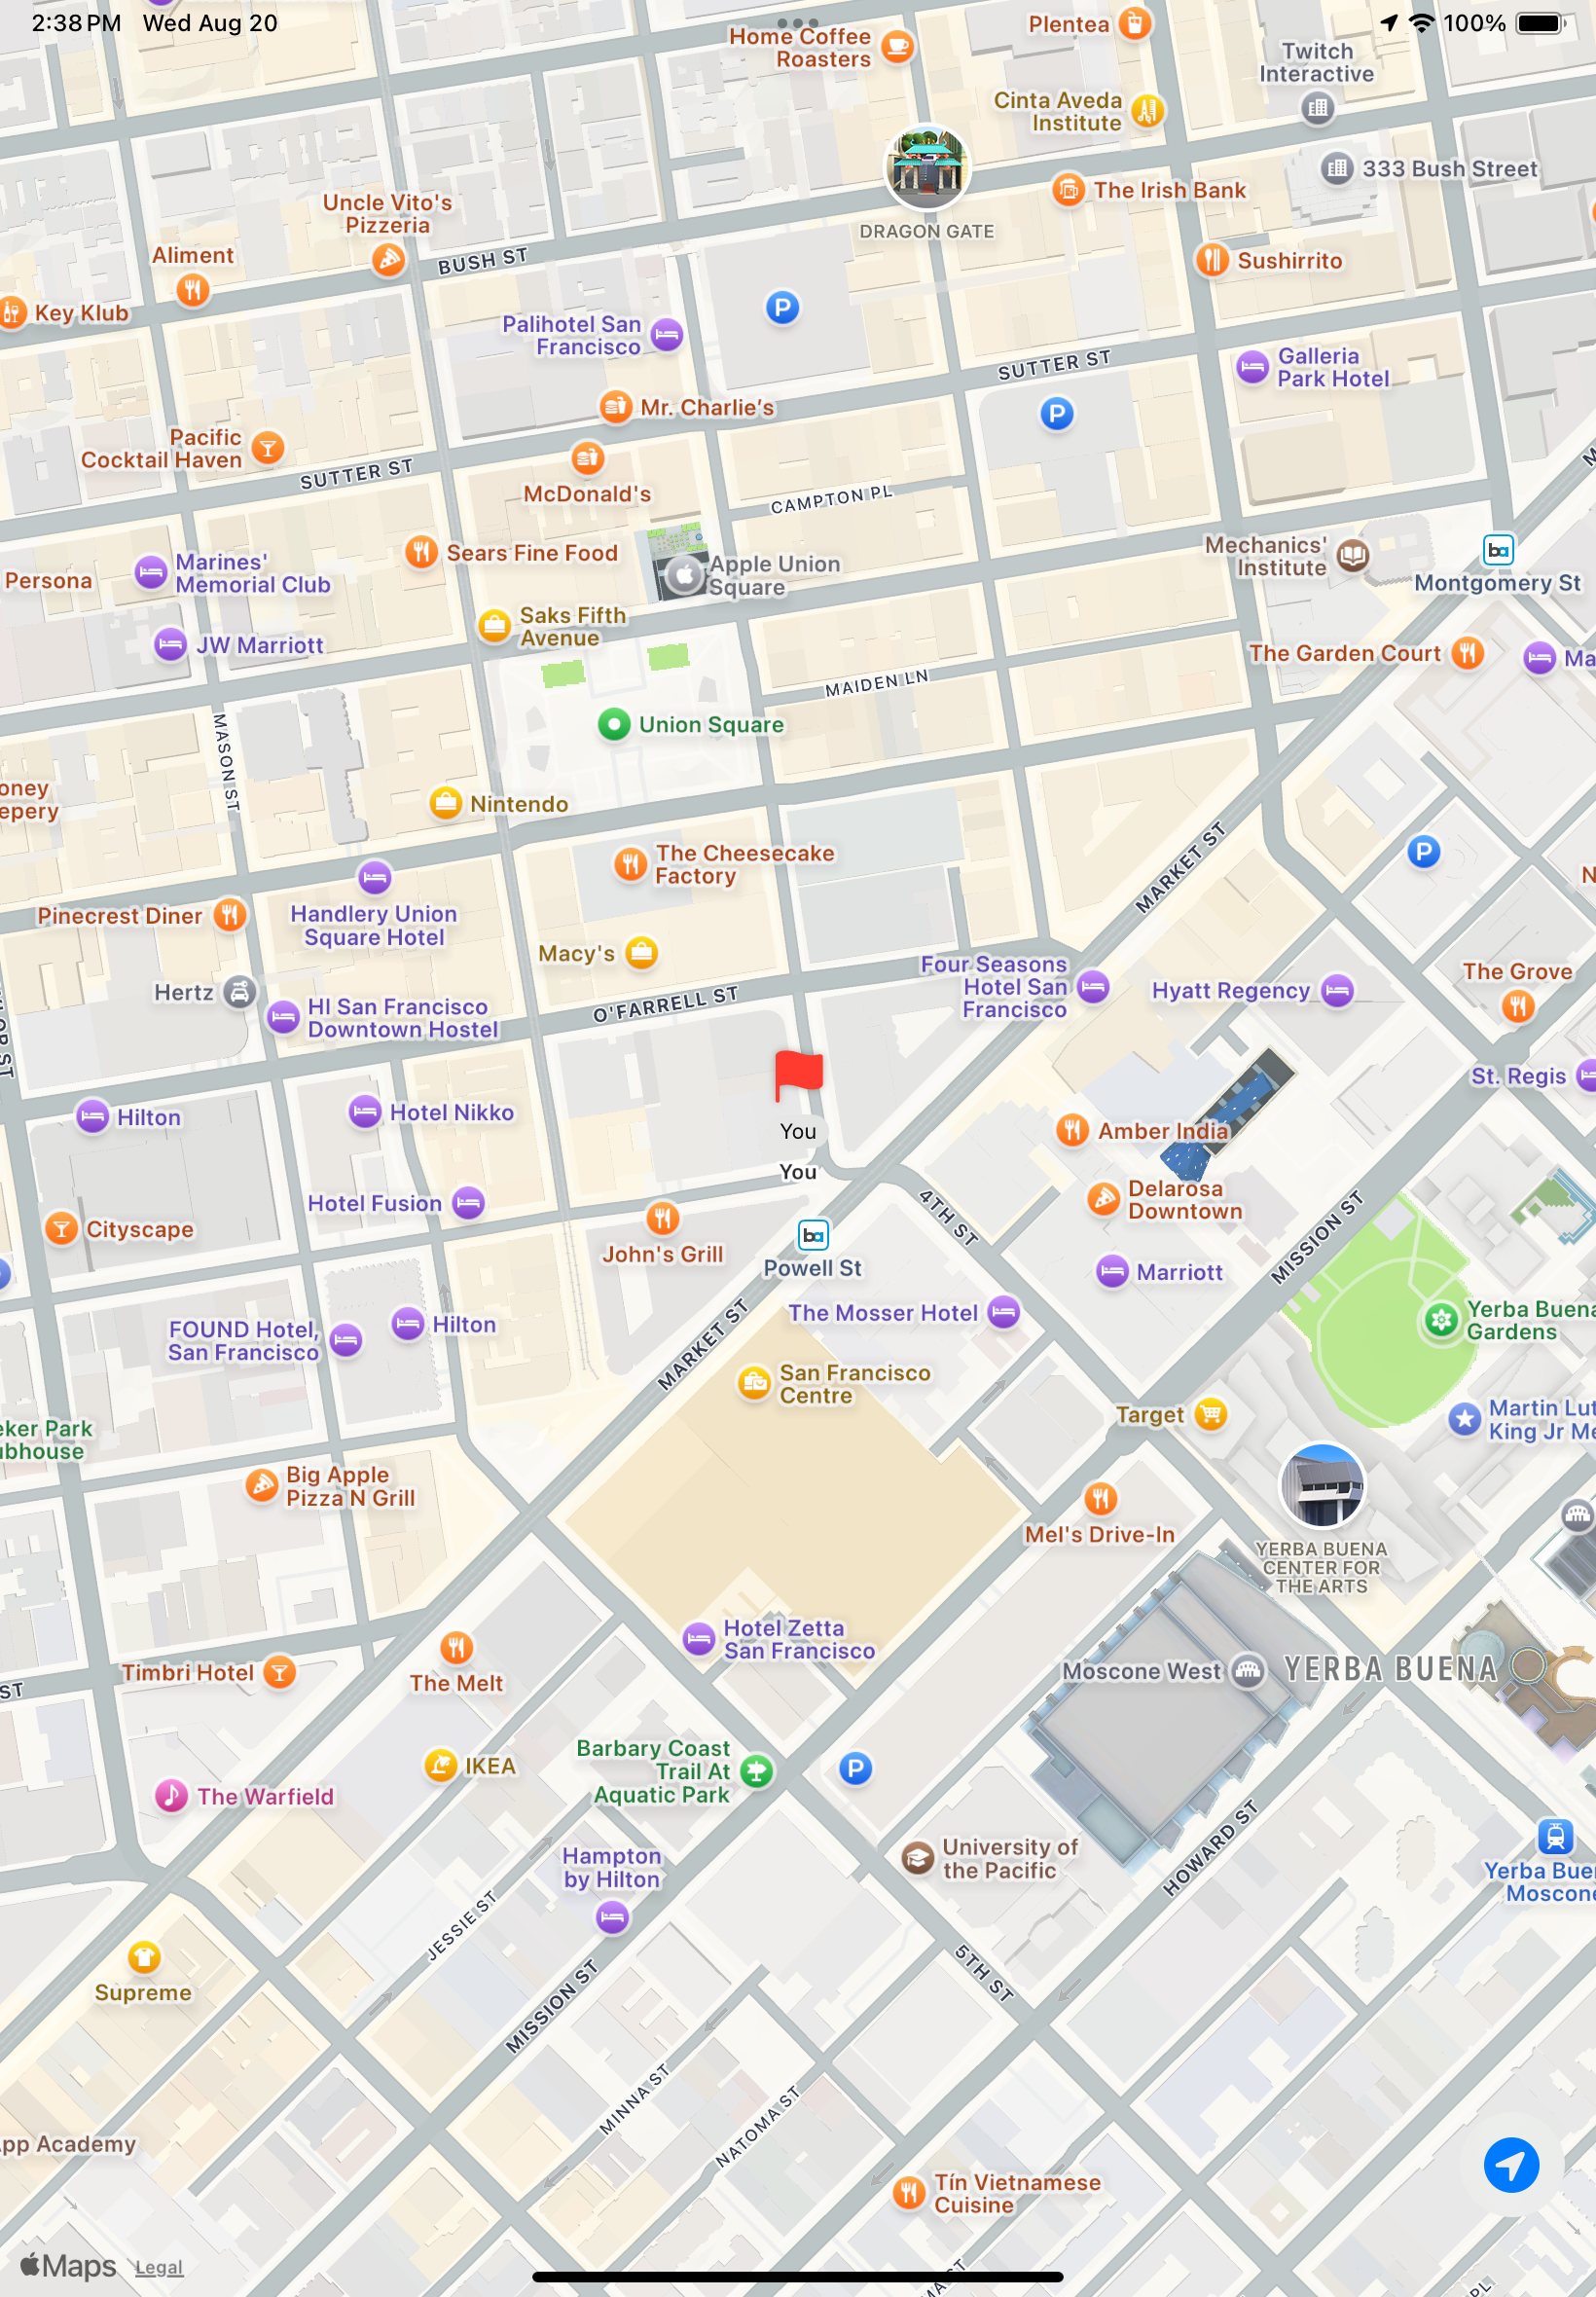 2:38 PM Wed Aug 20
100%
Home Coffee
Roasters
Plentea
Twitch
Interactive
Cinta Aveda
Institute
333 Bush Street
The Irish Bank
DRAGON GATE
Uncle Vito's
Pizzeria
Aliment
BUSH ST
Sushirrito
Key Klub
Palihotel San
Francisco
SUTTER ST
Galleria
Park Hotel
Mr. Charlie's
Pacific
Cocktail Haven
SUTTER ST
McDonald's
CAMPTON PL
Sears Fine Food
Mechanics'
Institute
Montgomery St
Apple Union
Square
Persona
Marines'
Memorial Club
Saks Fifth
Avenue
JW Marriott
The Garden Court
Ma
MAIDEN LN
Union Square
MASON ST
oney
epery
Nintendo
The Cheesecake
Factory
MARKET ST
Pinecrest Diner
Handlery Union
Square Hotel
Macy's
Four Seasons
Hotel San
Francisco
Hyatt Regency
The Grove
Hertz
HI San Francisco
Downtown Hostel
O'FARRELL ST
St. Regis
Hilton
Hotel Nikko
You
You
Amber India
Delarosa
Downtown
Hotel Fusion
4TH ST
MISSION ST
Cityscape
John's Grill
Powell St
Marriott
The Mosser Hotel
Yerba Buena
Gardens
FOUND Hotel,
San Francisco
Hilton
MARKET ST
San Francisco
Centre
Target
Martin Lut
King Jr Me
eker Park
ubhouse
Big Apple
Pizza N Grill
Mel's Drive-In
YERBA BUENA
CENTER FOR
THE ARTS
Hotel Zetta
San Francisco
Timbri Hotel
The Melt
Moscone West
YERBA BUENA
ST
Barbary Coast
Trail At
Aquatic Park
IKEA
The Warfield
University of
the Pacific
HOWARD ST
Hampton
by Hilton
Yerba Bue
Moscone
JESSIE ST
Supreme
MISSION ST
5TH ST
MINNA ST
NATOMA ST
pp Academy
Tín Vietnamese
Cuisine
Maps Legal